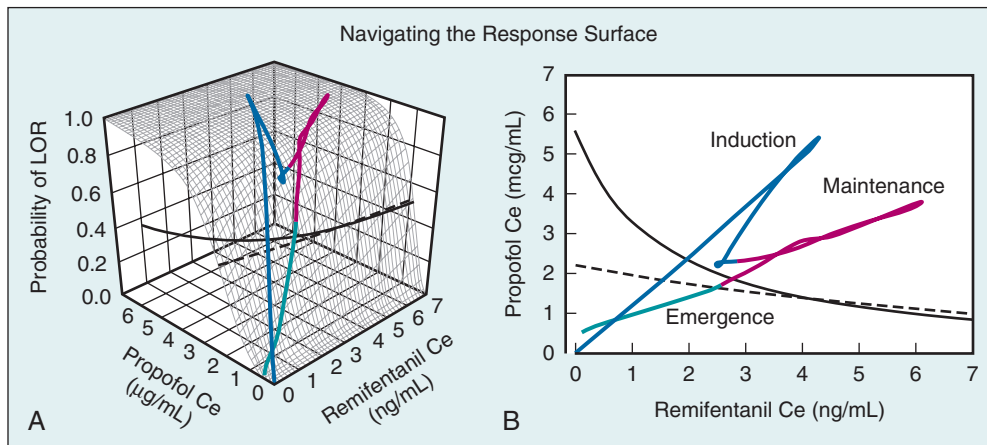 Navigating the Response Surface
Probability of LOR
1.0
0.8
0.6
0.4
0.2
0.0
6 5 4 3 2 1 0
Propofol Ce
(μg/mL)
0 1 2 3 4 5 6 7
Remifentanil Ce
(ng/mL)
A
Propofol Ce (mcg/mL)
7
6
5
4
3
2
1
0
Induction
Maintenance
Emergence
0 1 2 3 4 5 6 7
Remifentanil Ce (ng/mL)
B